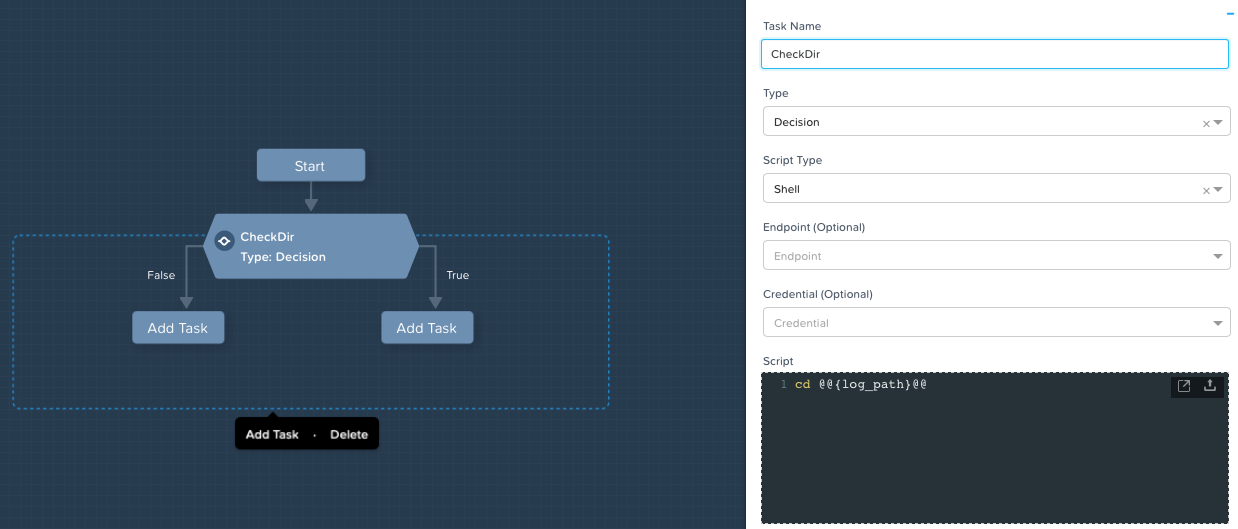 Start
CheckDir
Type: Decision
False
True
Add Task
Add Task
Add Task · Delete
Task Name
CheckDir
Type
Decision
Script Type
Shell
Endpoint (Optional)
Endpoint
Credential (Optional)
Credential
Script
1 cd @@{log_path}@@